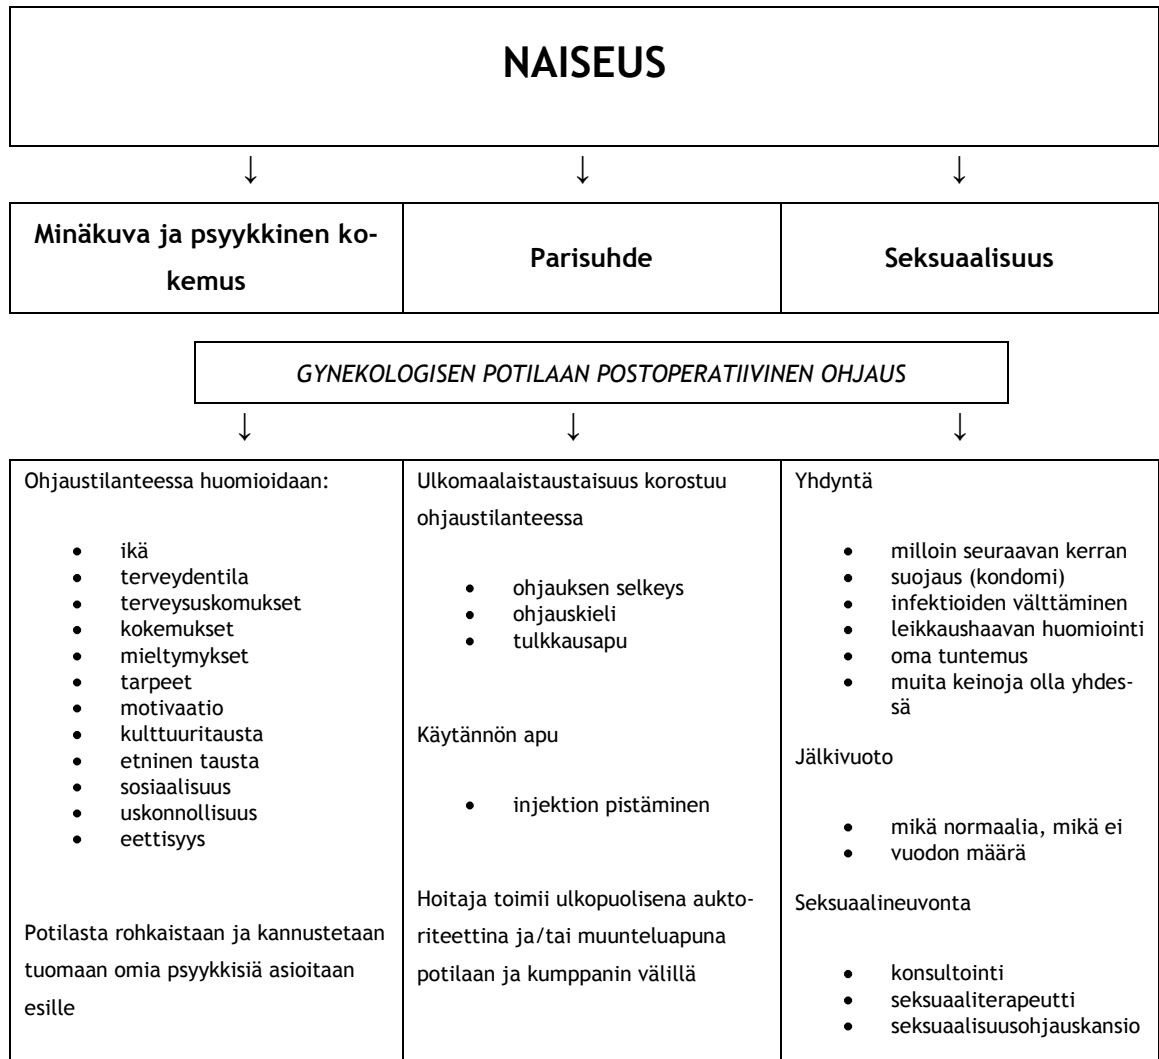 NAISEUS
↓ ↓ ↓
Minäkuva ja psyykkinen ko-
kemus
Parisuhde
Seksuaalisuus
GYNEKOLOGISEN POTILAAN POSTOPERATIIVINEN OHJAUS
↓ ↓ ↓
Ohjaustilanteessa huomioidaan:
• ikä
• terveydentila
• terveysuskomukset
• kokemukset
• mieltymykset
• tarpeet
• motivaatio
• kulttuuritausta
• etninen tausta
• sosiaalisuus
• uskonnollisuus
• eettisyys
Potilasta rohkaistaan ja kannustetaan
tuomaan omia psyykkisiä asioitaan
esille
Ulkomaalaistaustaisuus korostuu
ohjaustilanteessa
• ohjauksen selkeys
• ohjauskieli
• tulkkausapu
Käytännön apu
• injektion pistäminen
Hoitaja toimii ulkopuolisena aukto-
riteettina ja/tai muunteluapuna
potilaan ja kumppanin välillä
Yhdyntä
• milloin seuraavan kerran
• suojaus (kondomi)
• infektioiden välttäminen
• leikkaushaavan huomiointi
• oma tuntemus
• muita keinoja olla yhdes-
sä
Jälkivuoto
• mikä normaalia, mikä ei
• vuodon määrä
Seksuaalineuvonta
• konsultointi
• seksuaaliterapeutti
• seksuaalisuusohjauskansio